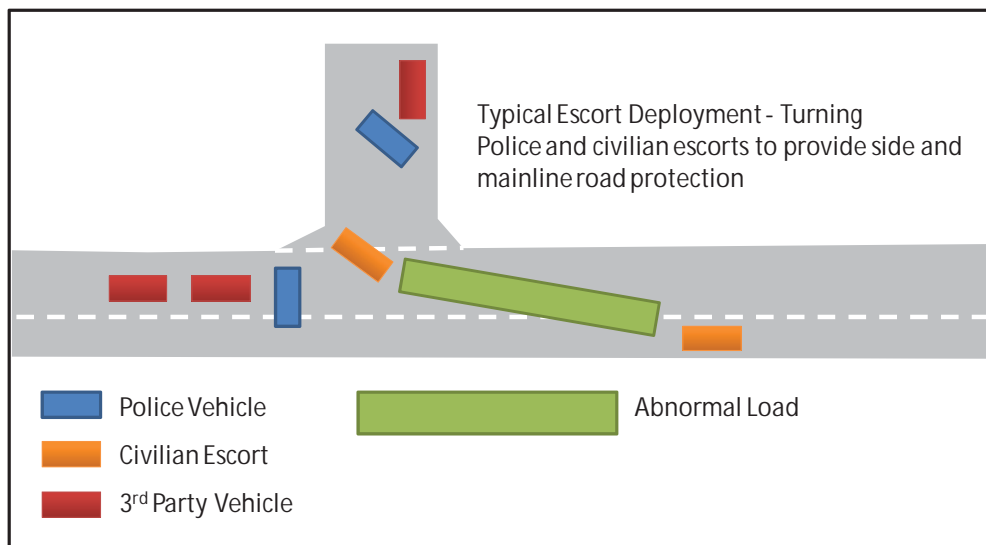 Typical Escort Deployment - Turning
Police and civilian escorts to provide side and
mainline road protection
Police Vehicle
Abnormal Load
Civilian Escort
3rd Party Vehicle